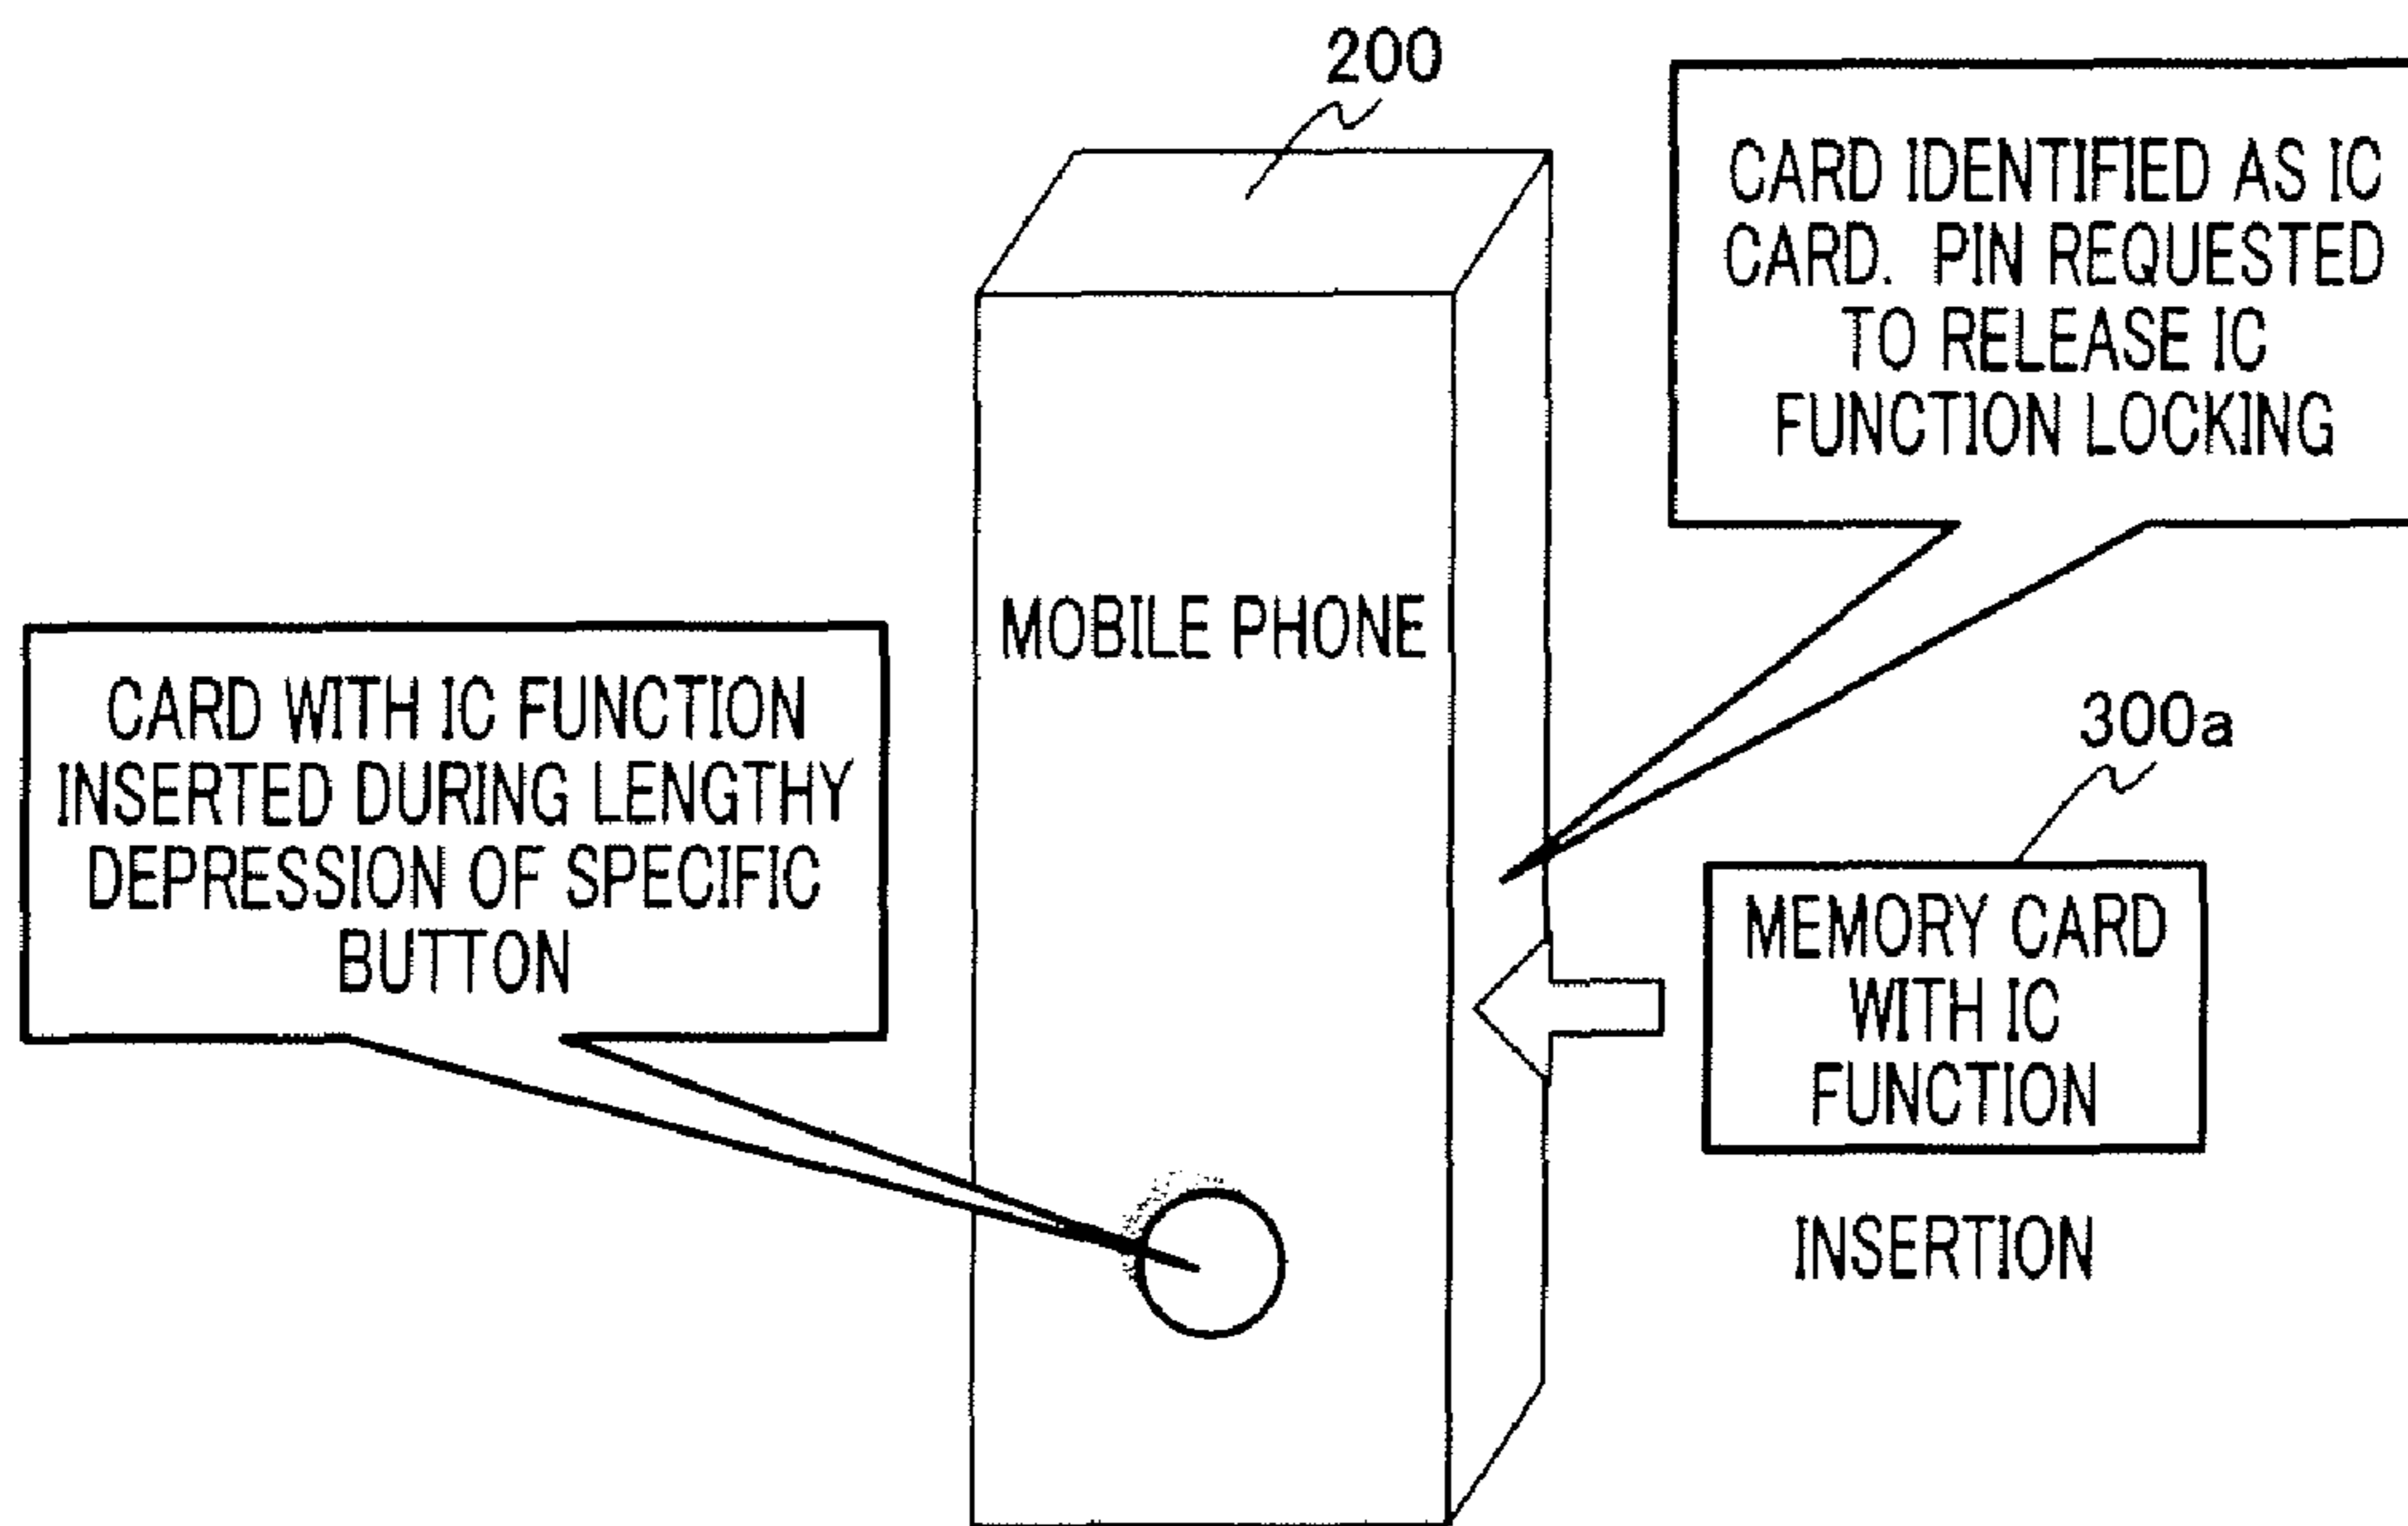 200
CARD IDENTIFIED AS IC
CARD. PIN REQUESTED
TO RELEASE IC
FUNCTION LOCKING
MOBILE PHONE
CARD WITH IC FUNCTION
INSERTED DURING LENGTHY
DEPRESSION OF SPECIFIC
BUTTON
300a
MEMORY CARD
WITH IC
FUNCTION
INSERTION